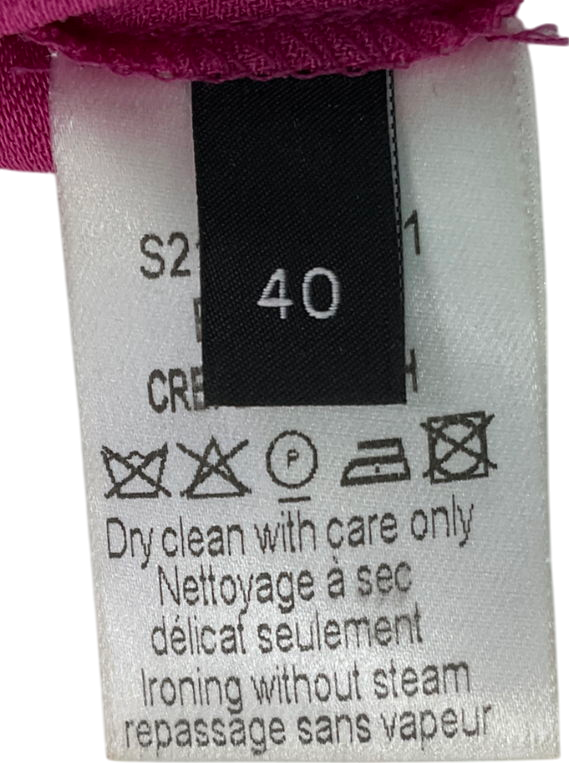 40
P
Dry clean with care only
Nettoyage à sec
délicat seulement
Ironing without steam
repassage sans vapeur